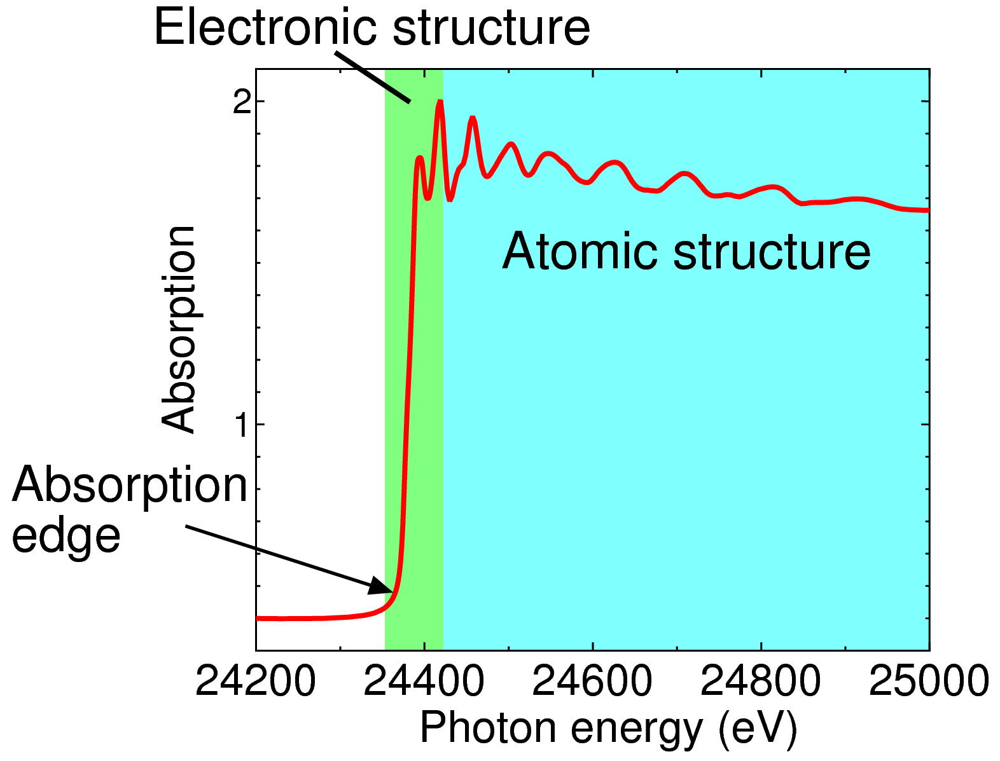 Electronic structure
2
Atomic structure
Absorption
1
Absorption
edge
24200 24400 24600 24800 25000
Photon energy (eV)